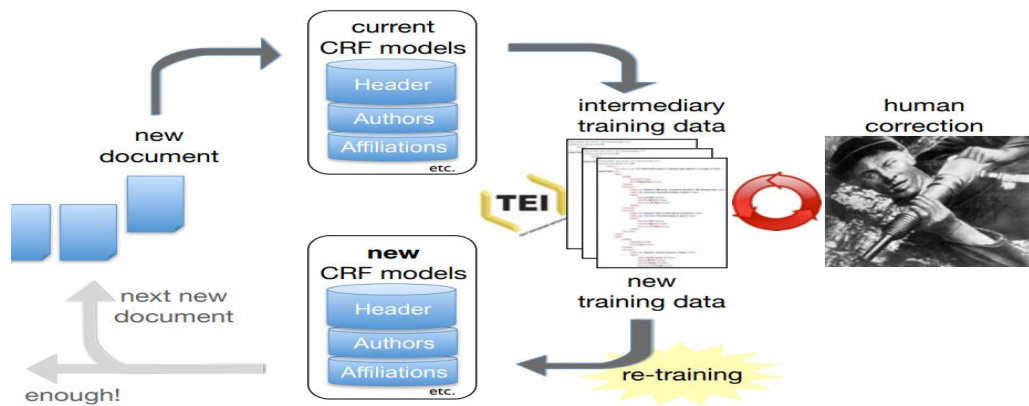 current
CRF models
Header
Authors
Affiliations
etc.
new
document
intermediary
training data
human
correction
TEI
new
training data
re-training
new
CRF models
Header
Authors
Affiliations
etc.
next new
document
enough!